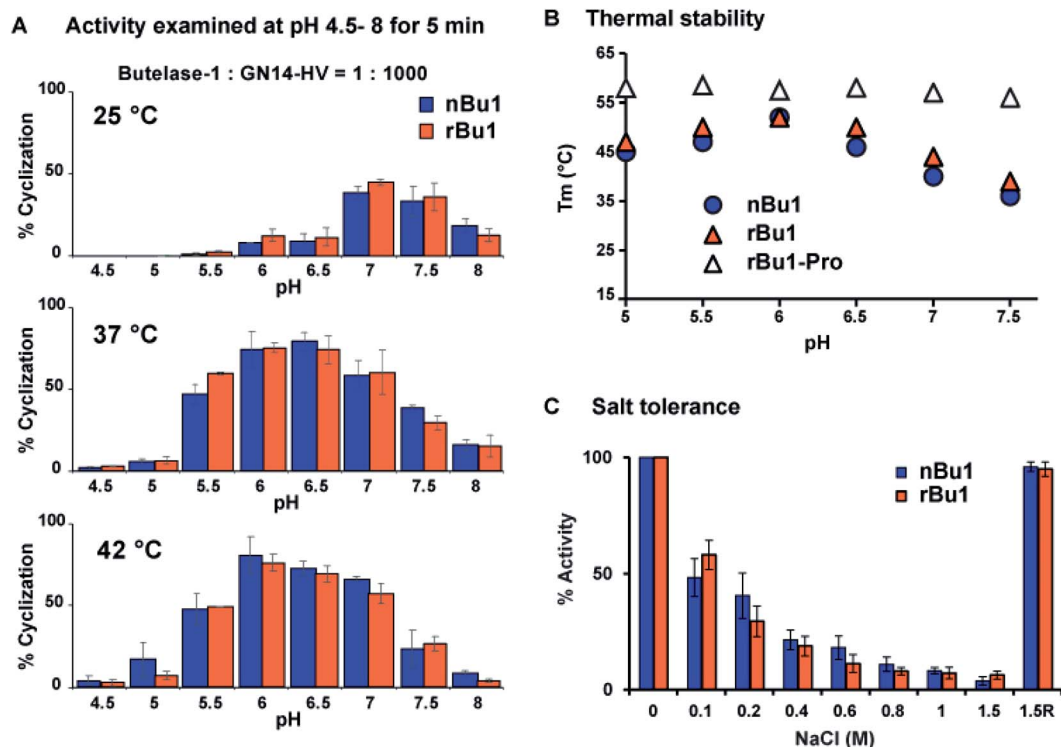 A Activity examined at pH 4.5- 8 for 5 min
Butelase-1 : GN14-HV = 1 : 1000
25 °C
nBu1
rBu1
% Cyclization
100
50
0
4.5 5 5.5 6 6.5 7 7.5 8
pH
37 °C
% Cyclization
100
50
0
4.5 5 5.5 6 6.5 7 7.5 8
pH
42 °C
% Cyclization
100
50
0
4.5 5 5.5 6 6.5 7 7.5 8
pH
B Thermal stability
Tm (°C)
65
55
45
35
25
15
nBu1
rBu1
rBu1-Pro
5 5.5 6 6.5 7 7.5
pH
C Salt tolerance
nBu1
rBu1
% Activity
100
50
0
0 0.1 0.2 0.4 0.6 0.8 1 1.5 1.5R
NaCl (M)